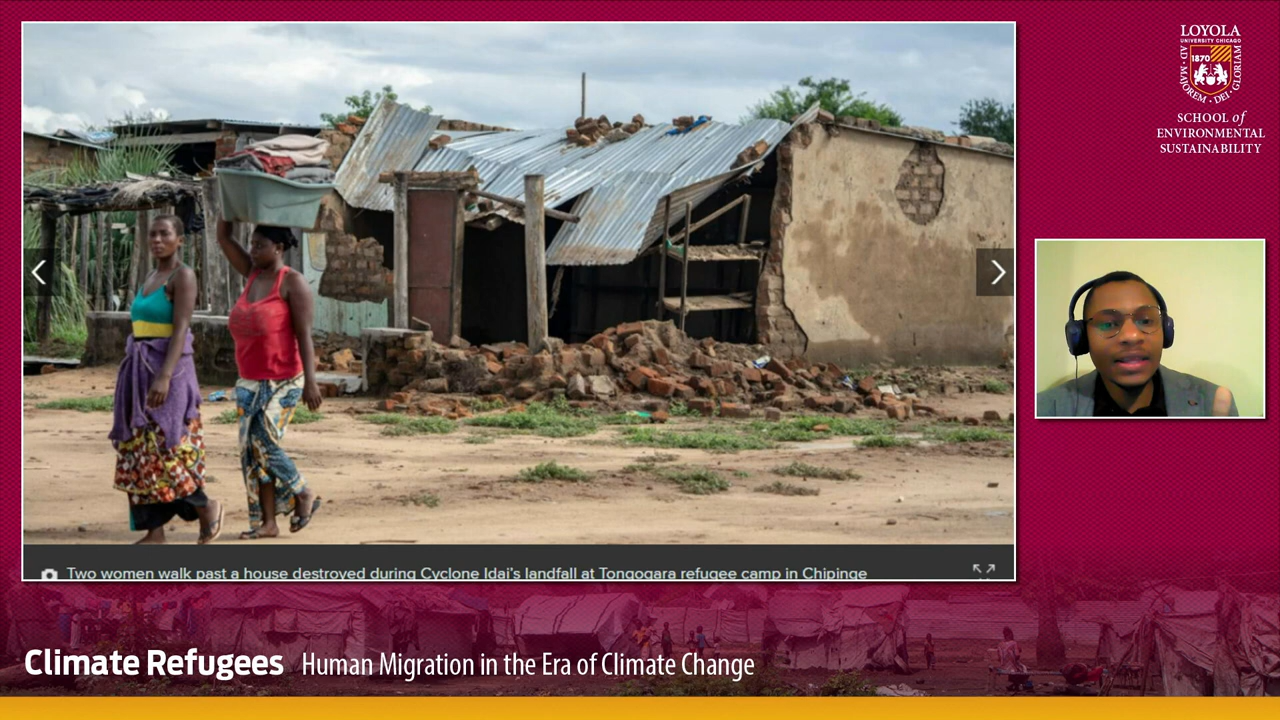 LOYOLA
UNIVERSITY CHICAGO
AD • MAJOREM • DEI • GLORIAM
1870
SCHOOL of
ENVIRONMENTAL
SUSTAINABILITY
Two women walk past a house destroyed during Cyclone Idai's landfall at Tongogara refugee camp in Chipinge
Climate Refugees Human Migration in the Era of Climate Change